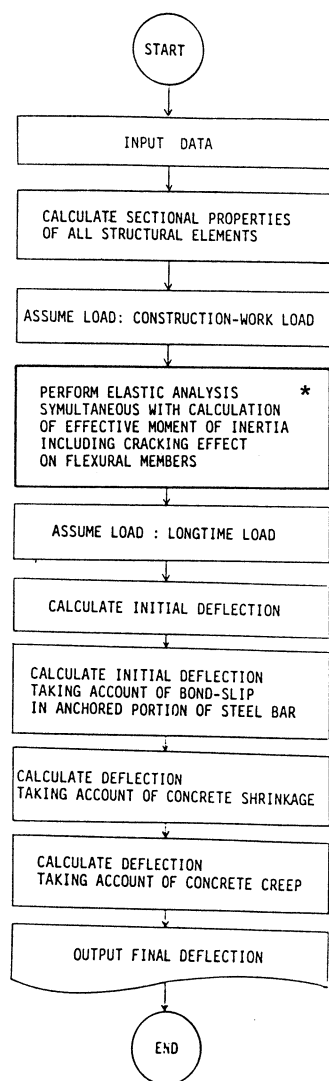 START
INPUT DATA
CALCULATE SECTIONAL PROPERTIES
OF ALL STRUCTURAL ELEMENTS
ASSUME LOAD: CONSTRUCTION-WORK LOAD
PERFORM ELASTIC ANALYSIS *
SYMULTANEOUS WITH CALCULATION
OF EFFECTIVE MOMENT OF INERTIA
INCLUDING CRACKING EFFECT
ON FLEXURAL MEMBERS
ASSUME LOAD : LONGTIME LOAD
CALCULATE INITIAL DEFLECTION
CALCULATE INITIAL DEFLECTION
TAKING ACCOUNT OF BOND-SLIP
IN ANCHORED PORTION OF STEEL BAR
CALCULATE DEFLECTION
TAKING ACCOUNT OF CONCRETE SHRINKAGE
CALCULATE DEFLECTION
TAKING ACCOUNT OF CONCRETE CREEP
OUTPUT FINAL DEFLECTION
END